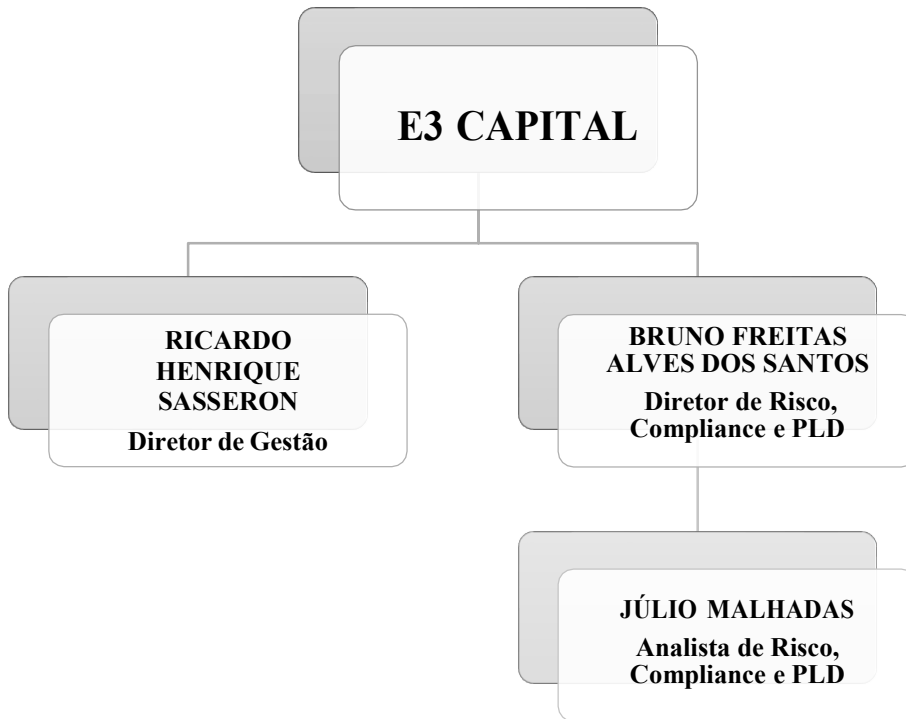 E3 CAPITAL
RICARDO
HENRIQUE
SASSERON
Diretor de Gestão
BRUNO FREITAS
ALVES DOS SANTOS
Diretor de Risco,
Compliance e PLD
JÚLIO MALHADAS
Analista de Risco,
Compliance e PLD